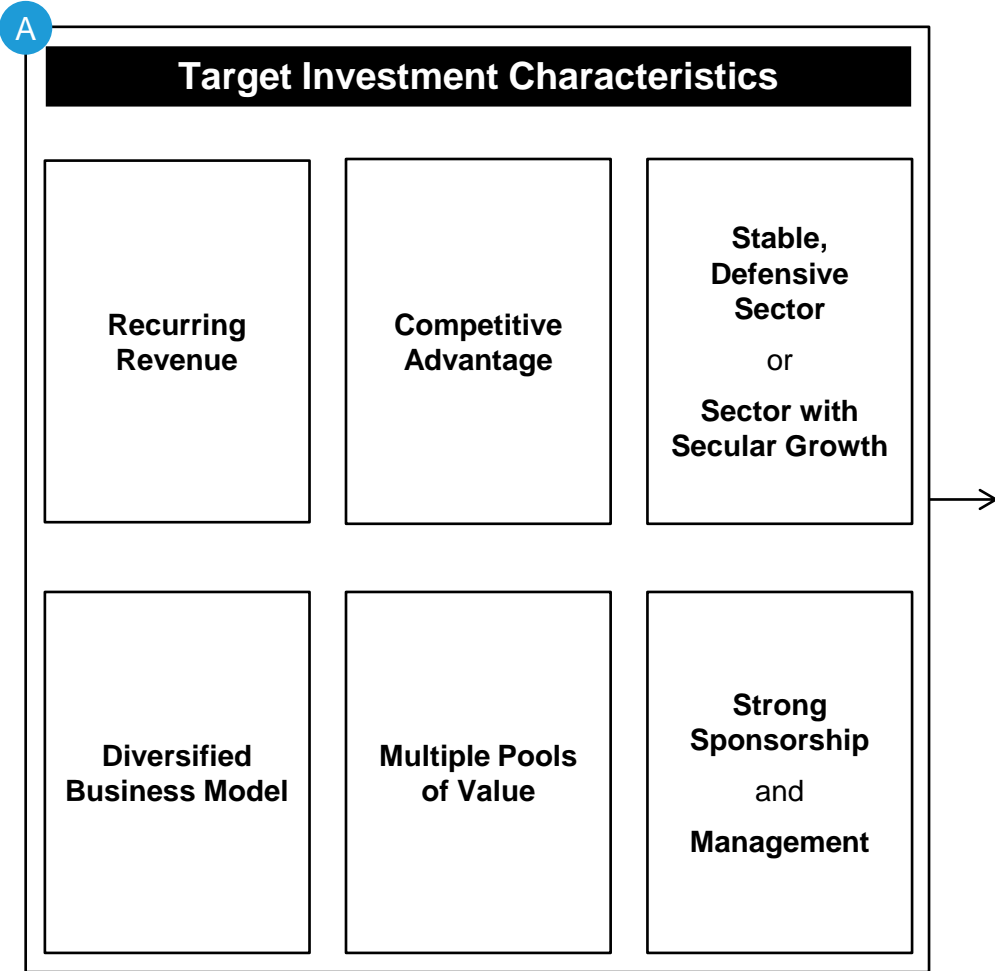 A
Target Investment Characteristics
Recurring
Revenue
Competitive
Advantage
Stable,
Defensive
Sector
or
Sector with
Secular Growth
Diversified
Business Model
Multiple Pools
of Value
Strong
Sponsorship
and
Management